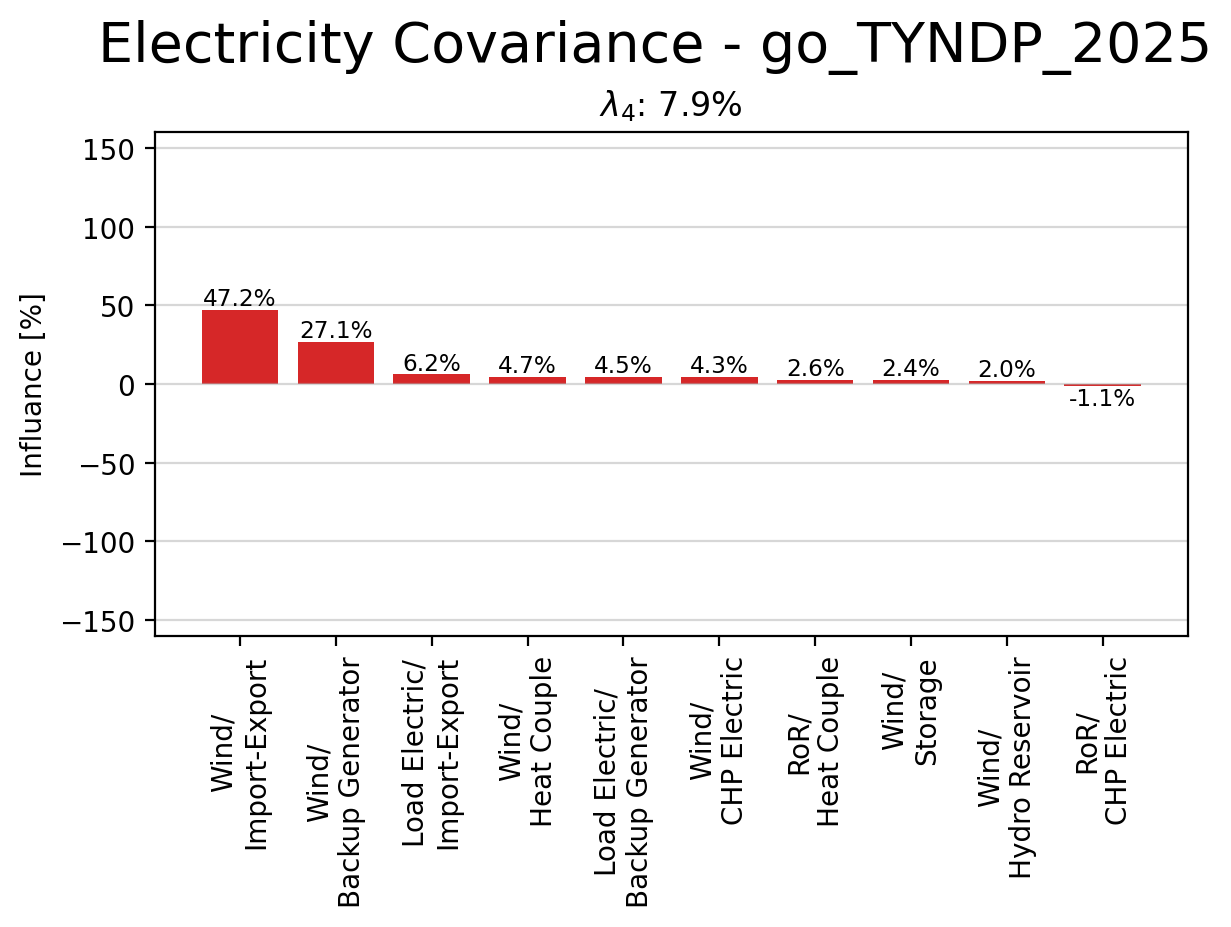 Electricity Covariance - go_TYNDP_2025
λ4: 7.9%
Influance [%]
150
100
50
0
−50
−100
−150
47.2%
27.1%
6.2%
4.7%
4.5%
4.3%
2.6%
2.4%
2.0%
-1.1%
Wind/
Import-Export
Wind/
Backup Generator
Load Electric/
Import-Export
Wind/
Heat Couple
Load Electric/
Backup Generator
Wind/
CHP Electric
RoR/
Heat Couple
Wind/
Storage
Wind/
Hydro Reservoir
RoR/
CHP Electric